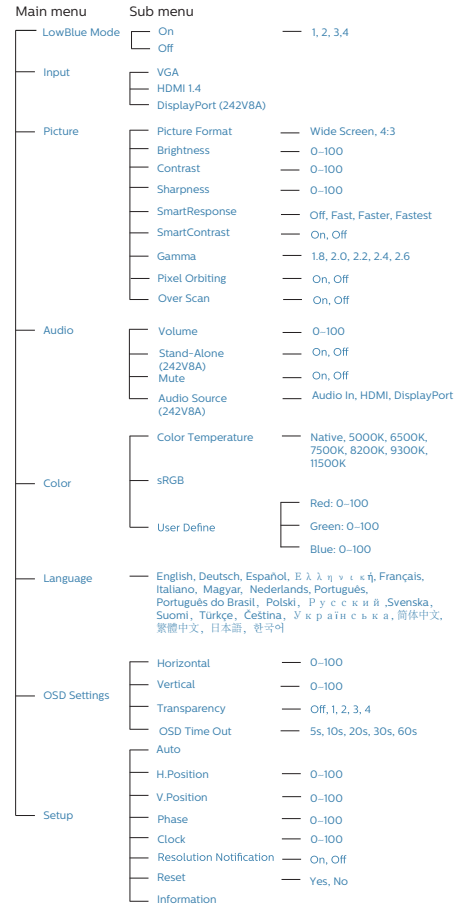 Main menu Sub menu
LowBlue Mode On 1, 2, 3,4
Off
Input VGA
HDMI 1.4
DisplayPort (242V8A)
Picture Picture Format Wide Screen, 4:3
Brightness 0–100
Contrast 0–100
Sharpness 0–100
SmartResponse Off, Fast, Faster, Fastest
SmartContrast On, Off
Gamma 1.8, 2.0, 2.2, 2.4, 2.6
Pixel Orbiting On, Off
Over Scan On, Off
Audio Volume 0–100
Stand-Alone On, Off
(242V8A)
Mute On, Off
Audio Source Audio In, HDMI, DisplayPort
(242V8A)
Color Temperature Native, 5000K, 6500K,
7500K, 8200K, 9300K,
11500K
Color sRGB
Red: 0–100
User Define Green: 0–100
Blue: 0–100
Language English, Deutsch, Español, Ελληνική, Français,
Italiano, Magyar, Nederlands, Português,
Português do Brasil, Polski, Русский ,Svenska,
Suomi, Türkçe, Čeština, Українська, 简体中文,
繁體中文, 日本語, 한국어
Horizontal 0–100
Vertical 0–100
OSD Settings Transparency Off, 1, 2, 3, 4
OSD Time Out 5s, 10s, 20s, 30s, 60s
Auto
H.Position 0–100
V.Position 0–100
Setup Phase 0–100
Clock 0–100
Resolution Notification On, Off
Reset Yes, No
Information